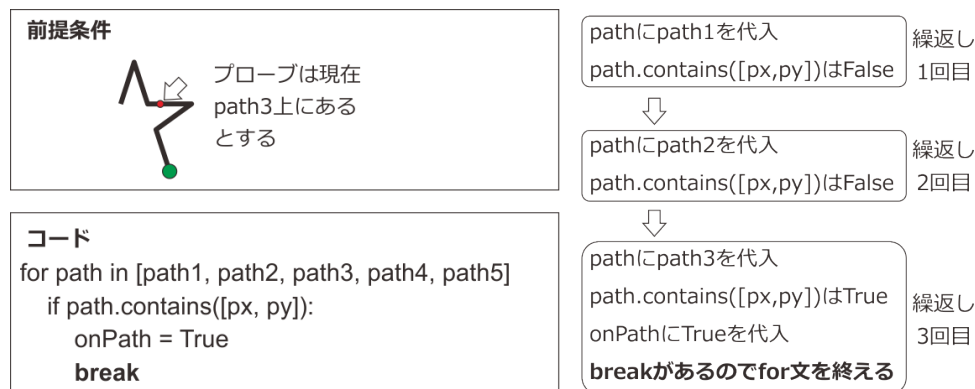 前提条件
プローブは現在
path3上にある
とする
コード
for path in [path1, path2, path3, path4, path5]
if path.contains([px, py]):
onPath = True
break
pathにpath1を代入
path.contains([px,py])はFalse
繰返し
1回目
pathにpath2を代入
path.contains([px,py])はFalse
繰返し
2回目
pathにpath3を代入
path.contains([px,py])はTrue
onPathにTrueを代入
breakがあるのでfor文を終える
繰返し
3回目